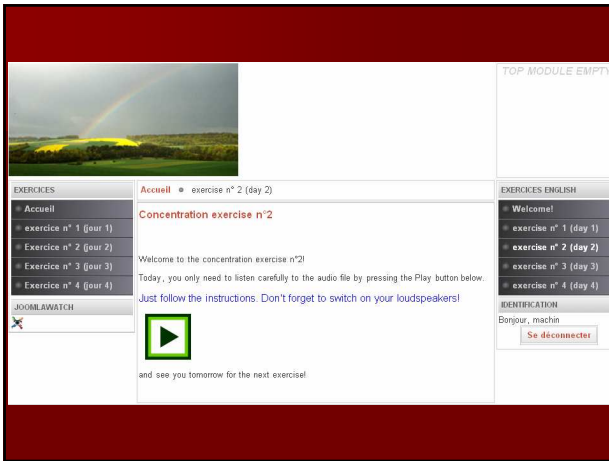 TOP MODULE EMPTY
EXERCICES
Accueil
exercice n° 1 (jour 1)
Exercice n° 2 (jour 2)
Exercice n° 3 (jour 3)
Exercice n° 4 (jour 4)
JOOMLAWATCH
Accueil exercise n° 2 (day 2)
Concentration exercise n°2
Welcome to the concentration exercise n°2!
Today, you only need to listen carefully to the audio file by pressing the Play button below.
Just follow the instructions. Don't forget to switch on your loudspeakers!
and see you tomorrow for the next exercise!
EXERCICES ENGLISH
Welcome!
exercise n° 1 (day 1)
exercise n° 2 (day 2)
exercise n° 3 (day 3)
exercise n° 4 (day 4)
IDENTIFICATION
Bonjour, machin
Se déconnecter